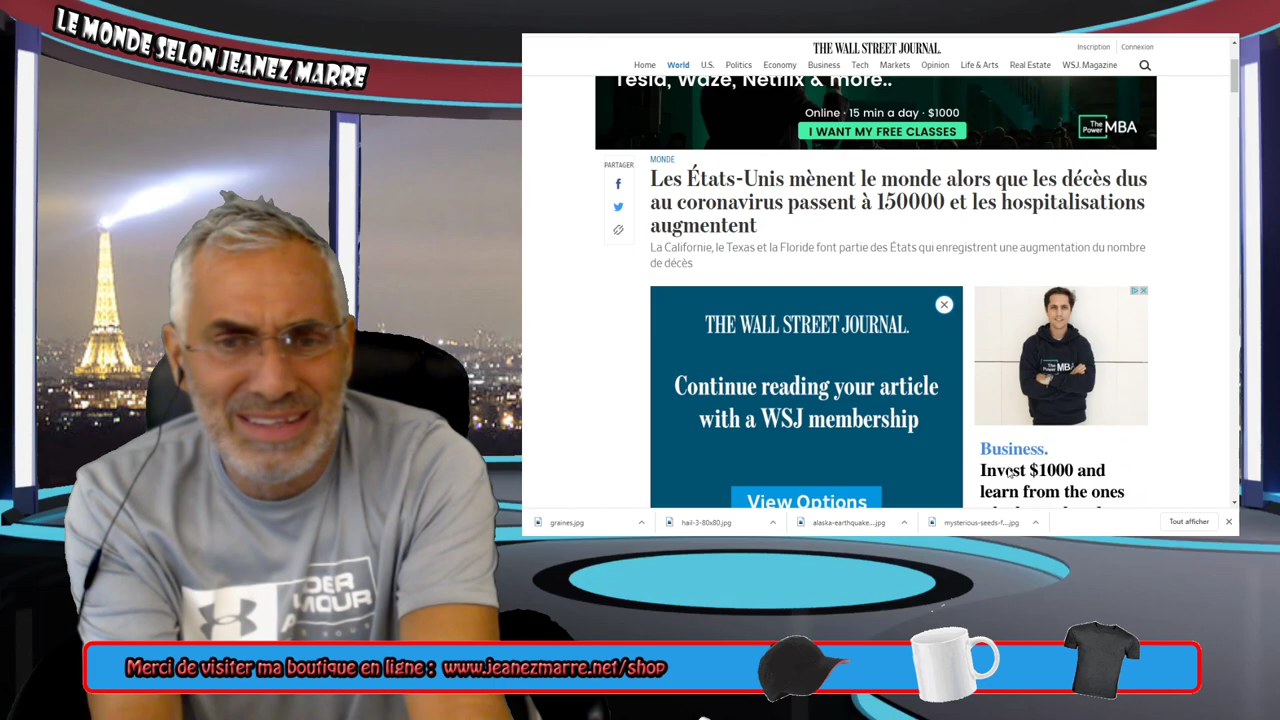 LE MONDE SELON JEANEZ MARRE
THE WALL STREET JOURNAL.
Inscription
Connexion
Home World U.S. Politics Economy Business Tech Markets Opinion Life & Arts Real Estate WSJ. Magazine
Tesla, Waze, Netflix & more..
Online · 15 min a day · $1000
I WANT MY FREE CLASSES
The Power MBA
PARTAGER
MONDE
Les États-Unis mènent le monde alors que les décès dus
au coronavirus passent à 150000 et les hospitalisations
augmentent
La Californie, le Texas et la Floride font partie des États qui enregistrent une augmentation du nombre
de décès
THE WALL STREET JOURNAL.
Continue reading your article
with a WSJ membership
View Options
Business.
Invest $1000 and
learn from the ones
graines.jpg
hail-3-80x80.jpg
alaska-earthquake....jpg
mysterious-seeds-f....jpg
Tout afficher
Merci de visiter ma boutique en ligne : www.jeanezmarre.net/shop